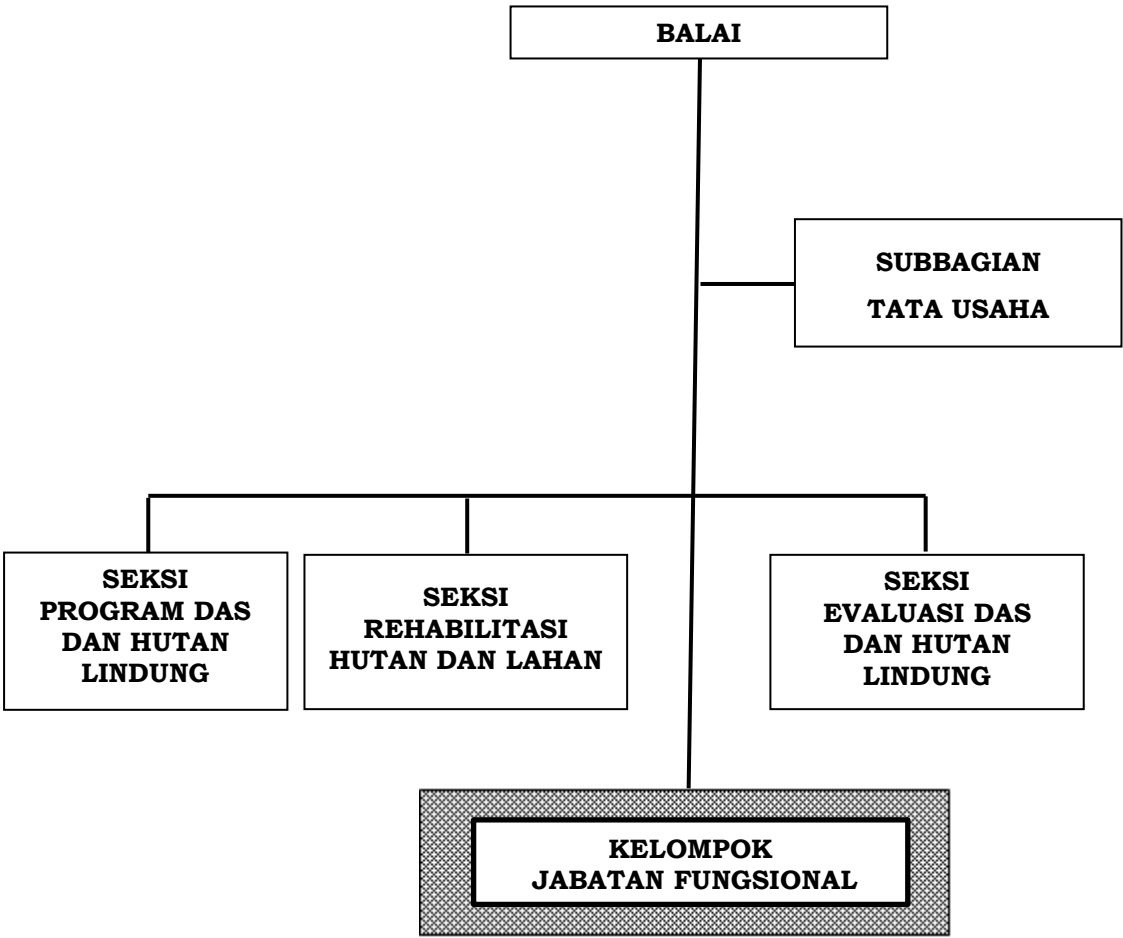 BALAI
SUBBAGIAN
TATA USAHA
SEKSI
PROGRAM DAS
DAN HUTAN
LINDUNG
SEKSI
REHABILITASI
HUTAN DAN LAHAN
SEKSI
EVALUASI DAS
DAN HUTAN
LINDUNG
KELOMPOK
JABATAN FUNGSIONAL